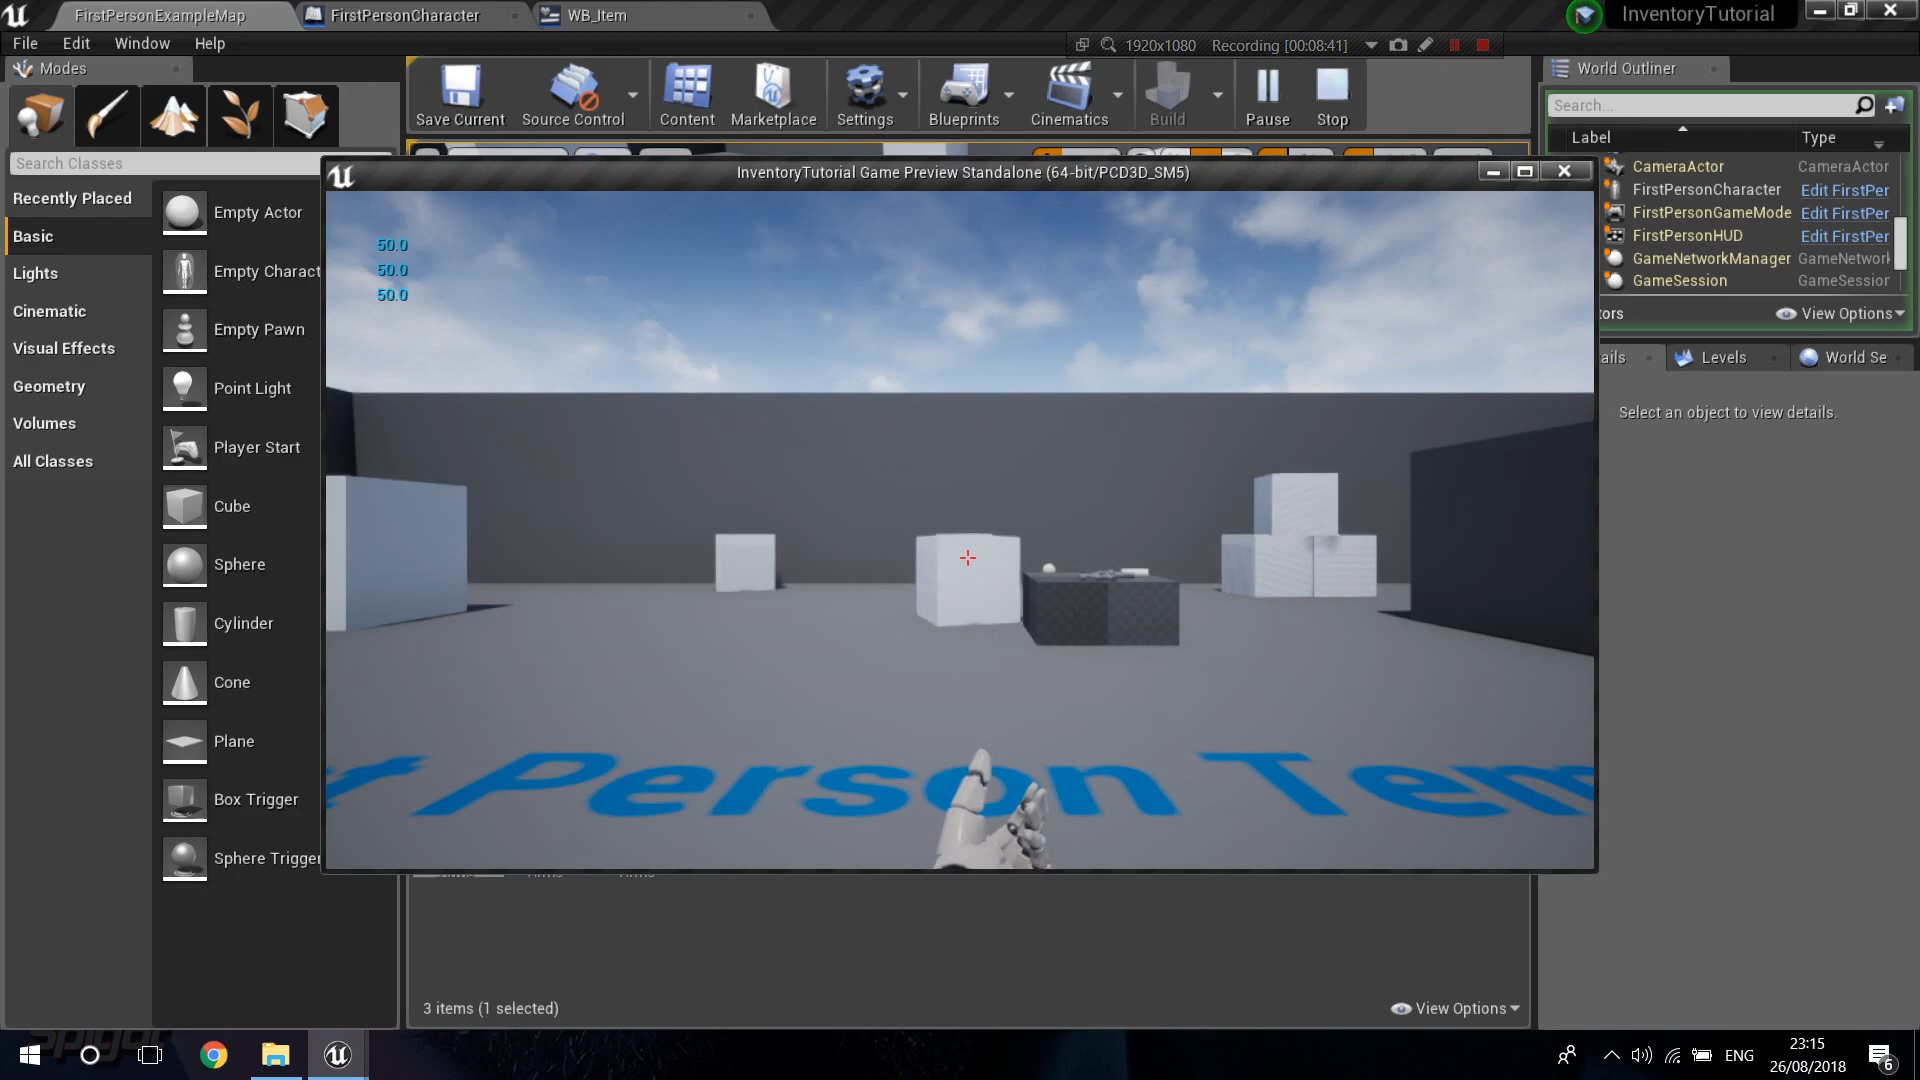 FirstPersonExampleMap
FirstPersonCharacter
WB_Item
InventoryTutorial
File Edit Window Help
1920x1080 Recording [00:08:41]
Modes
Save Current
Source Control
Content
Marketplace
Settings
Blueprints
Cinematics
Build
Pause
Stop
World Outliner
Search...
Label Type
CameraActor CameraActor
FirstPersonCharacter Edit FirstPer
FirstPersonGameMode Edit FirstPer
FirstPersonHUD Edit FirstPer
GameNetworkManager GameNetwork
GameSession GameSession
tors View Options
ails
Levels
World Se
Select an object to view details.
Search Classes
Recently Placed
Basic
Lights
Cinematic
Visual Effects
Geometry
Volumes
All Classes
Empty Actor
Empty Charact
Empty Pawn
Point Light
Player Start
Cube
Sphere
Cylinder
Cone
Plane
Box Trigger
Sphere Trigger
InventoryTutorial Game Preview Standalone (64-bit/PCD3D_SM5)
50.0
50.0
50.0
Person Tem
3 items (1 selected)
View Options
ENG
23:15
26/08/2018
6